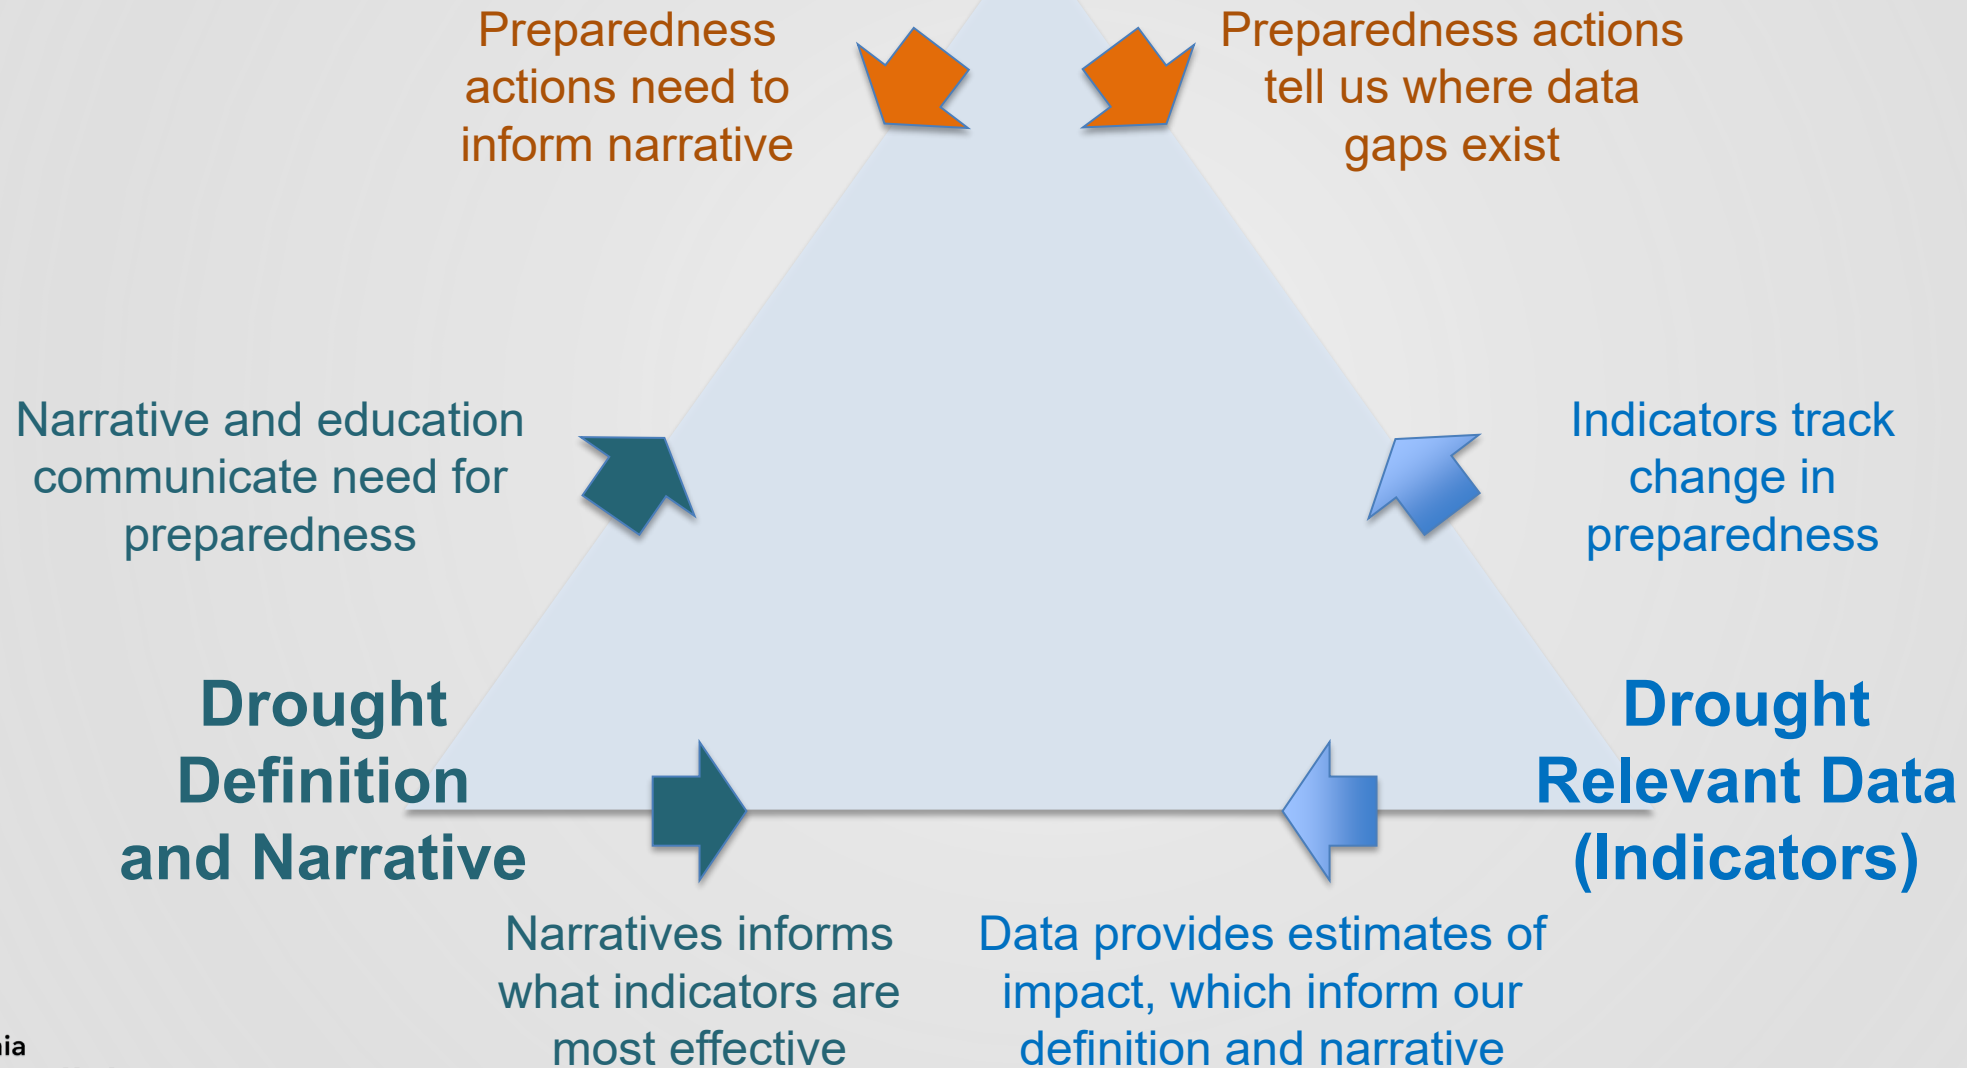 Preparedness
actions need to
inform narrative
Preparedness actions
tell us where data
gaps exist
Narrative and education
communicate need for
preparedness
Indicators track
change in
preparedness
Drought
Definition
and Narrative
Drought
Relevant Data
(Indicators)
Narratives informs
what indicators are
most effective
Data provides estimates of
impact, which inform our
definition and narrative